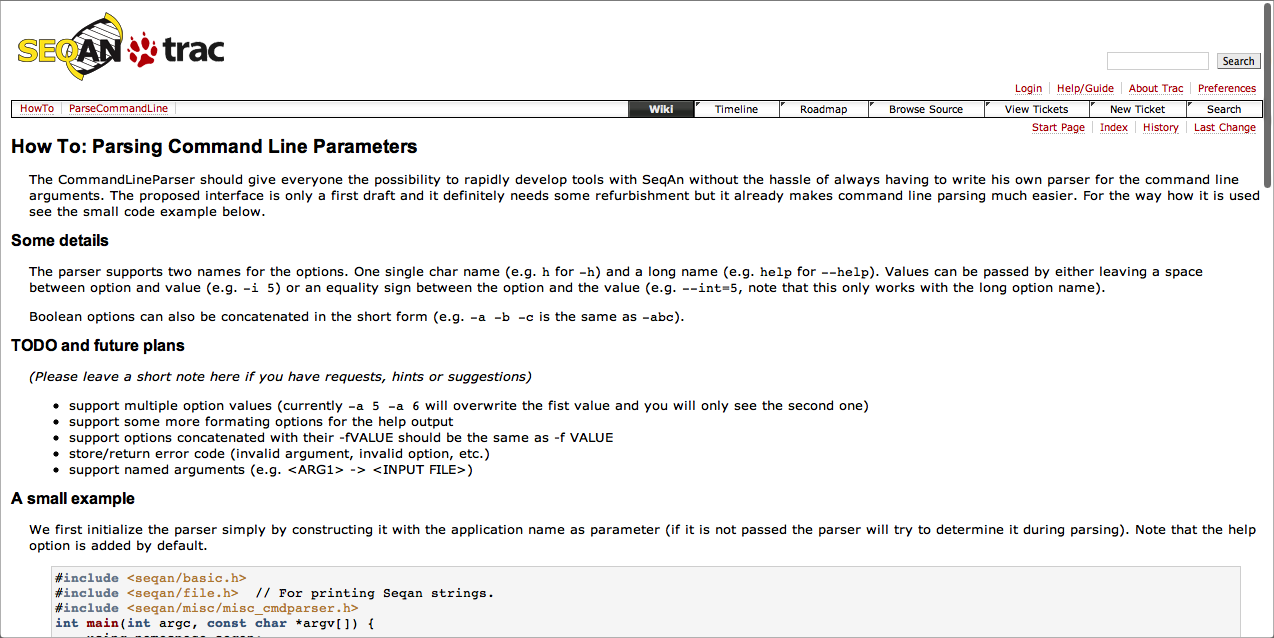 SEQAN trac
Search
Login Help/Guide About Trac Preferences
HowTo ParseCommandLine Wiki Timeline Roadmap Browse Source View Tickets New Ticket Search
Start Page Index History Last Change
How To: Parsing Command Line Parameters
The CommandLineParser should give everyone the possibility to rapidly develop tools with SeqAn without the hassle of always having to write his own parser for the command line
arguments. The proposed interface is only a first draft and it definitely needs some refurbishment but it already makes command line parsing much easier. For the way how it is used
see the small code example below.
Some details
The parser supports two names for the options. One single char name (e.g. h for -h) and a long name (e.g. help for --help). Values can be passed by either leaving a space
between option and value (e.g. -i 5) or an equality sign between the option and the value (e.g. --int=5, note that this only works with the long option name).
Boolean options can also be concatenated in the short form (e.g. -a -b -c is the same as -abc).
TODO and future plans
(Please leave a short note here if you have requests, hints or suggestions)
• support multiple option values (currently -a 5 -a 6 will overwrite the fist value and you will only see the second one)
• support some more formating options for the help output
• support options concatenated with their -fVALUE should be the same as -f VALUE
• store/return error code (invalid argument, invalid option, etc.)
• support named arguments (e.g. <ARG1> -> <INPUT FILE>)
A small example
We first initialize the parser simply by constructing it with the application name as parameter (if it is not passed the parser will try to determine it during parsing). Note that the help
option is added by default.
#include <seqan/basic.h>
#include <seqan/file.h>  // For printing Seqan strings.
#include <seqan/misc/misc_cmdparser.h>
int main(int argc, const char *argv[]) {